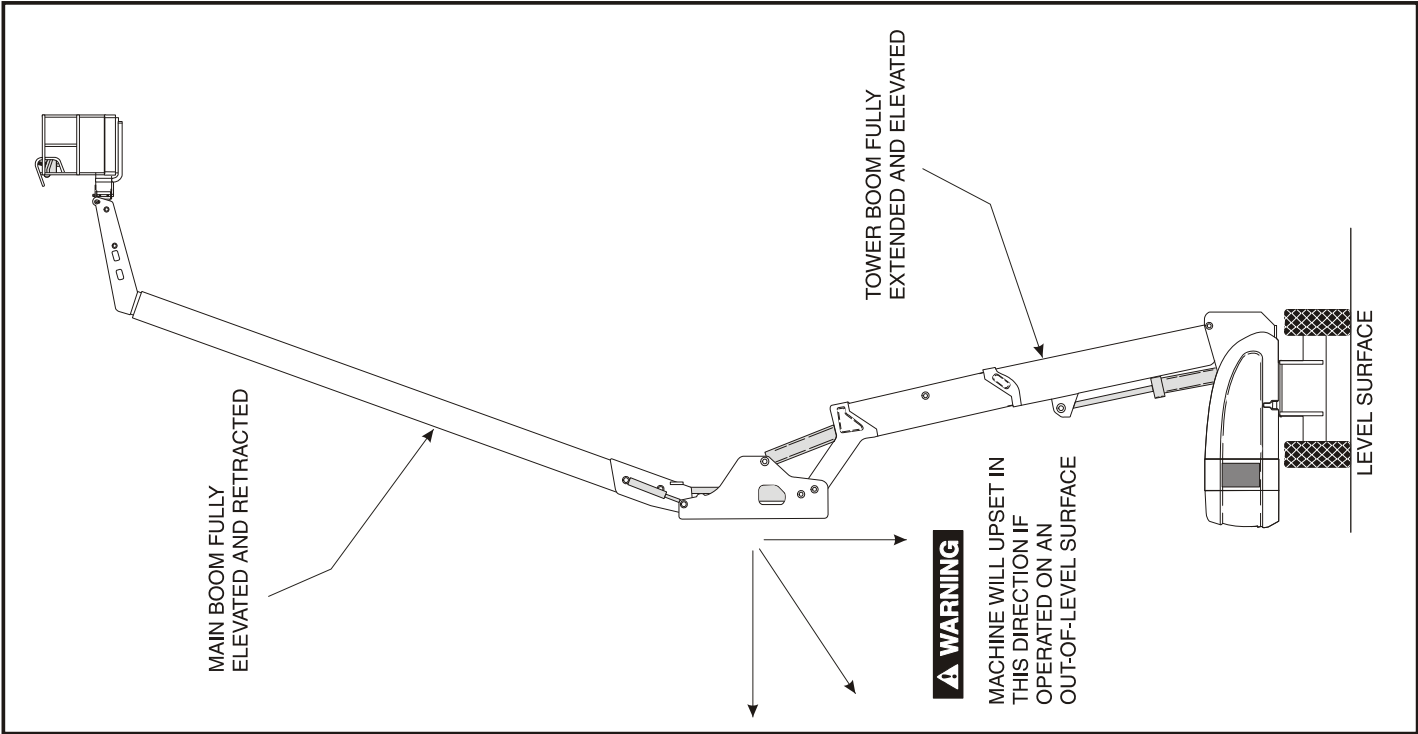 MAIN BOOM FULLY
ELEVATED AND RETRACTED
TOWER BOOM FULLY
EXTENDED AND ELEVATED
WARNING
MACHINE WILL UPSET IN
THIS DIRECTION IF
OPERATED ON AN
OUT-OF-LEVEL SURFACE
LEVEL SURFACE